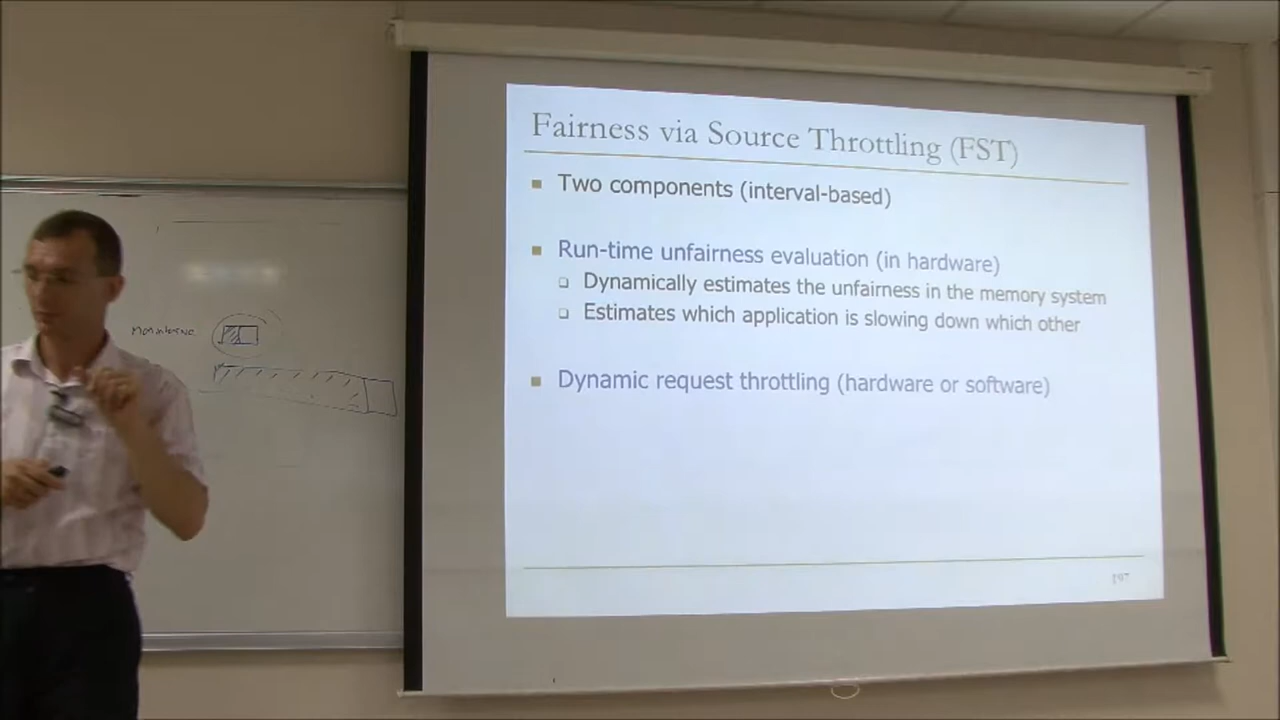 Fairness via Source Throttling (FST)
Two components (interval-based)
Run-time unfairness evaluation (in hardware)
Dynamically estimates the unfairness in the memory system
Estimates which application is slowing down which other
Dynamic request throttling (hardware or software)
197